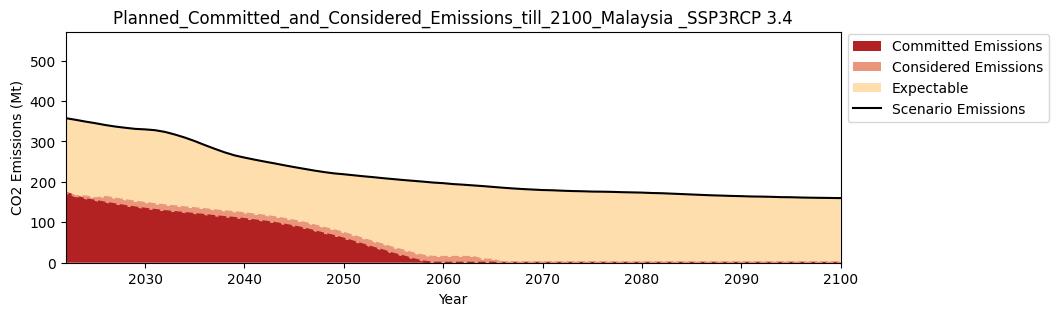 Planned_Committed_and_Considered_Emissions_till_2100_Malaysia _SSP3RCP 3.4
CO2 Emissions (Mt)
500
400
300
200
100
0
2030 2040 2050 2060 2070 2080 2090 2100
Year
Committed Emissions
Considered Emissions
Expectable
Scenario Emissions